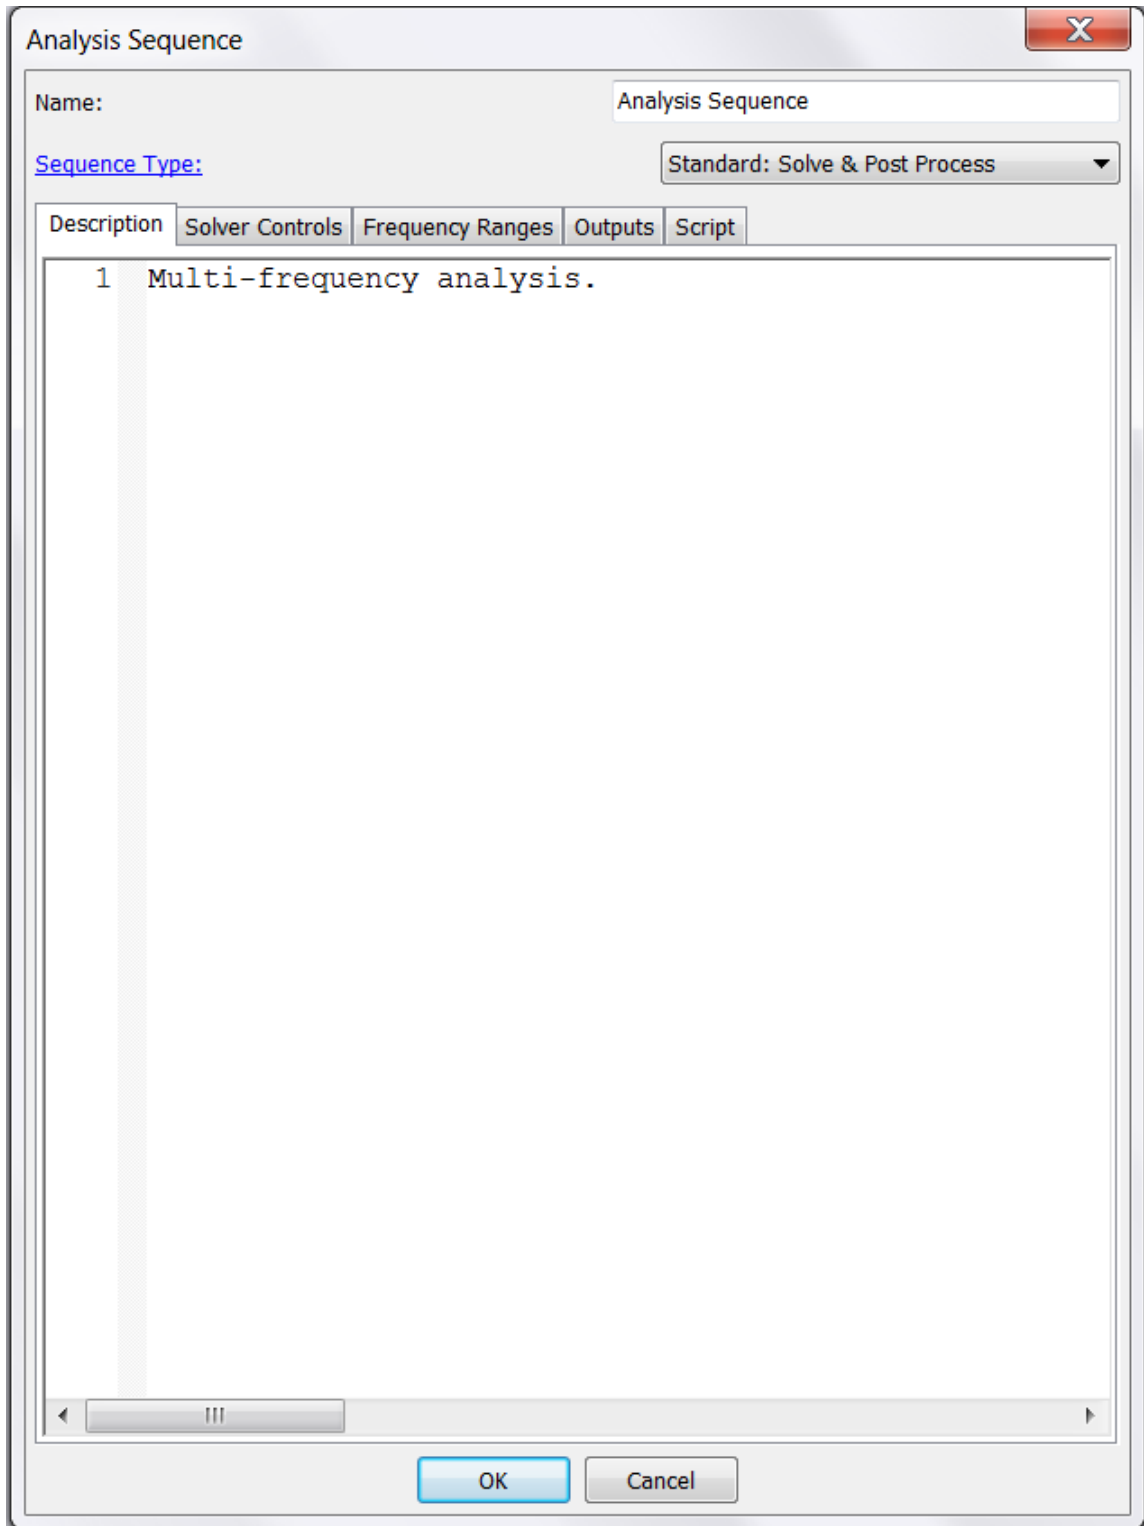 Analysis Sequence
Name: Analysis Sequence
Sequence Type: Standard: Solve & Post Process
Description Solver Controls Frequency Ranges Outputs Script
1 Multi-frequency analysis.
OK Cancel